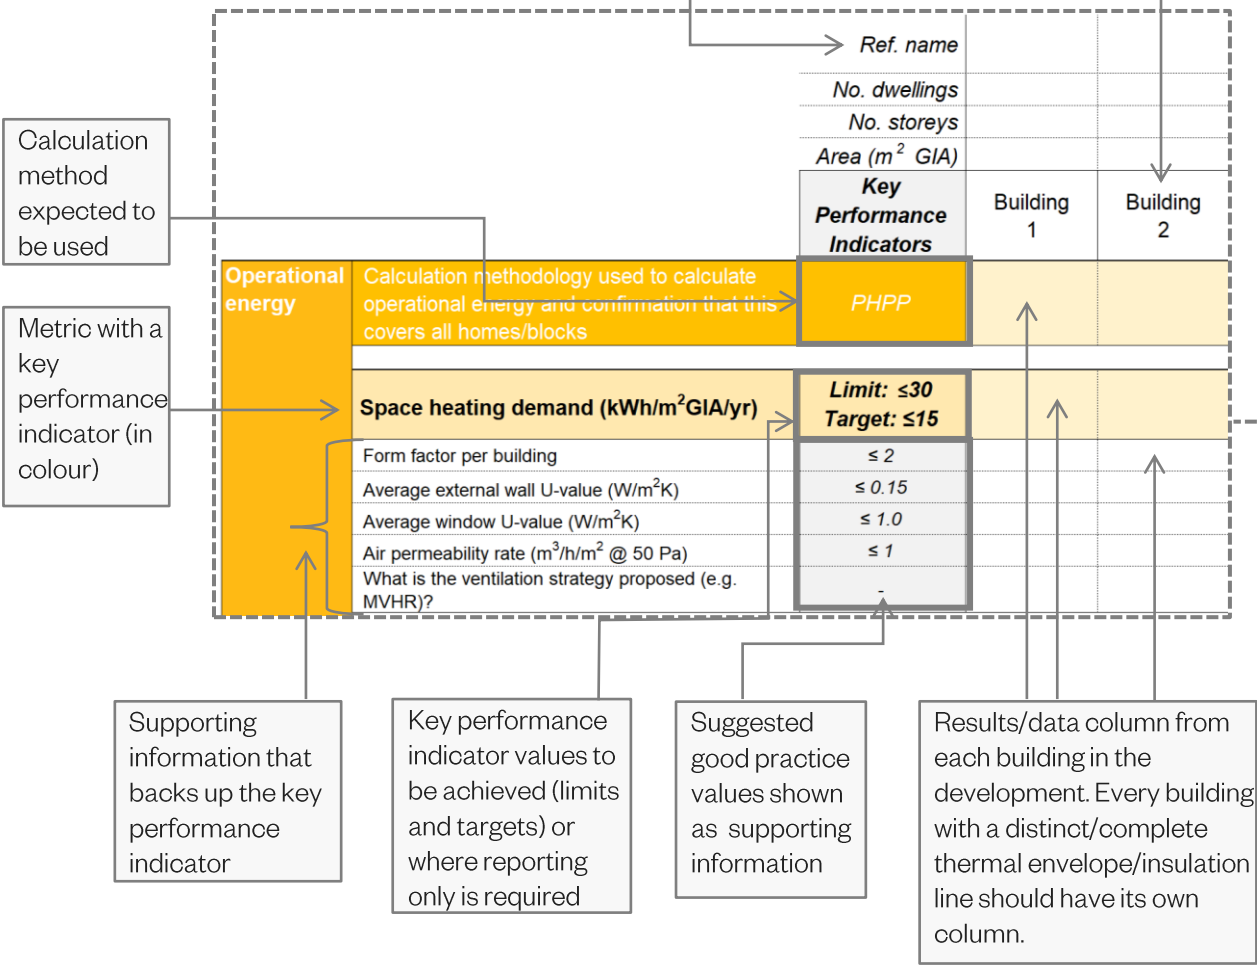 Ref. name
No. dwellings
No. storeys
Area (m² GIA)
Key
Performance
Indicators
Building
1
Building
2
Calculation
method
expected to
be used
Operational
energy
Calculation methodology used to calculate
operational energy and confirmation that this
covers all homes/blocks
PHPP
Metric with a
key
performance
indicator (in
colour)
Space heating demand (kWh/m²GIA/yr)
Limit: ≤30
Target: ≤15
Form factor per building
≤ 2
Average external wall U-value (W/m²K)
≤ 0.15
Average window U-value (W/m²K)
≤ 1.0
Air permeability rate (m³/h/m² @ 50 Pa)
≤ 1
What is the ventilation strategy proposed (e.g.
MVHR)?
-
Supporting
information that
backs up the key
performance
indicator
Key performance
indicator values to
be achieved (limits
and targets) or
where reporting
only is required
Suggested
good practice
values shown
as supporting
information
Results/data column from
each building in the
development. Every building
with a distinct/complete
thermal envelope/insulation
line should have its own
column.